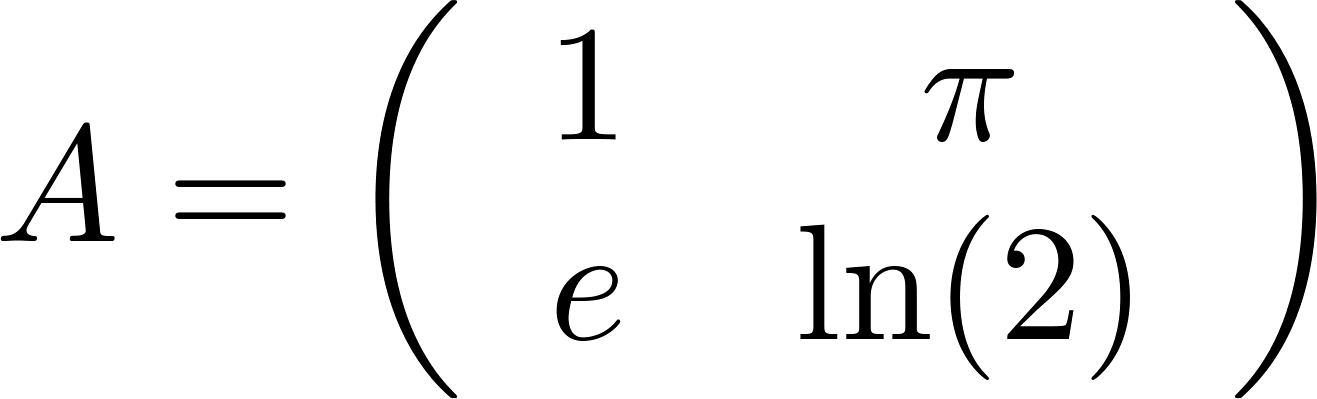 A = ( 1 π
e ln(2) )